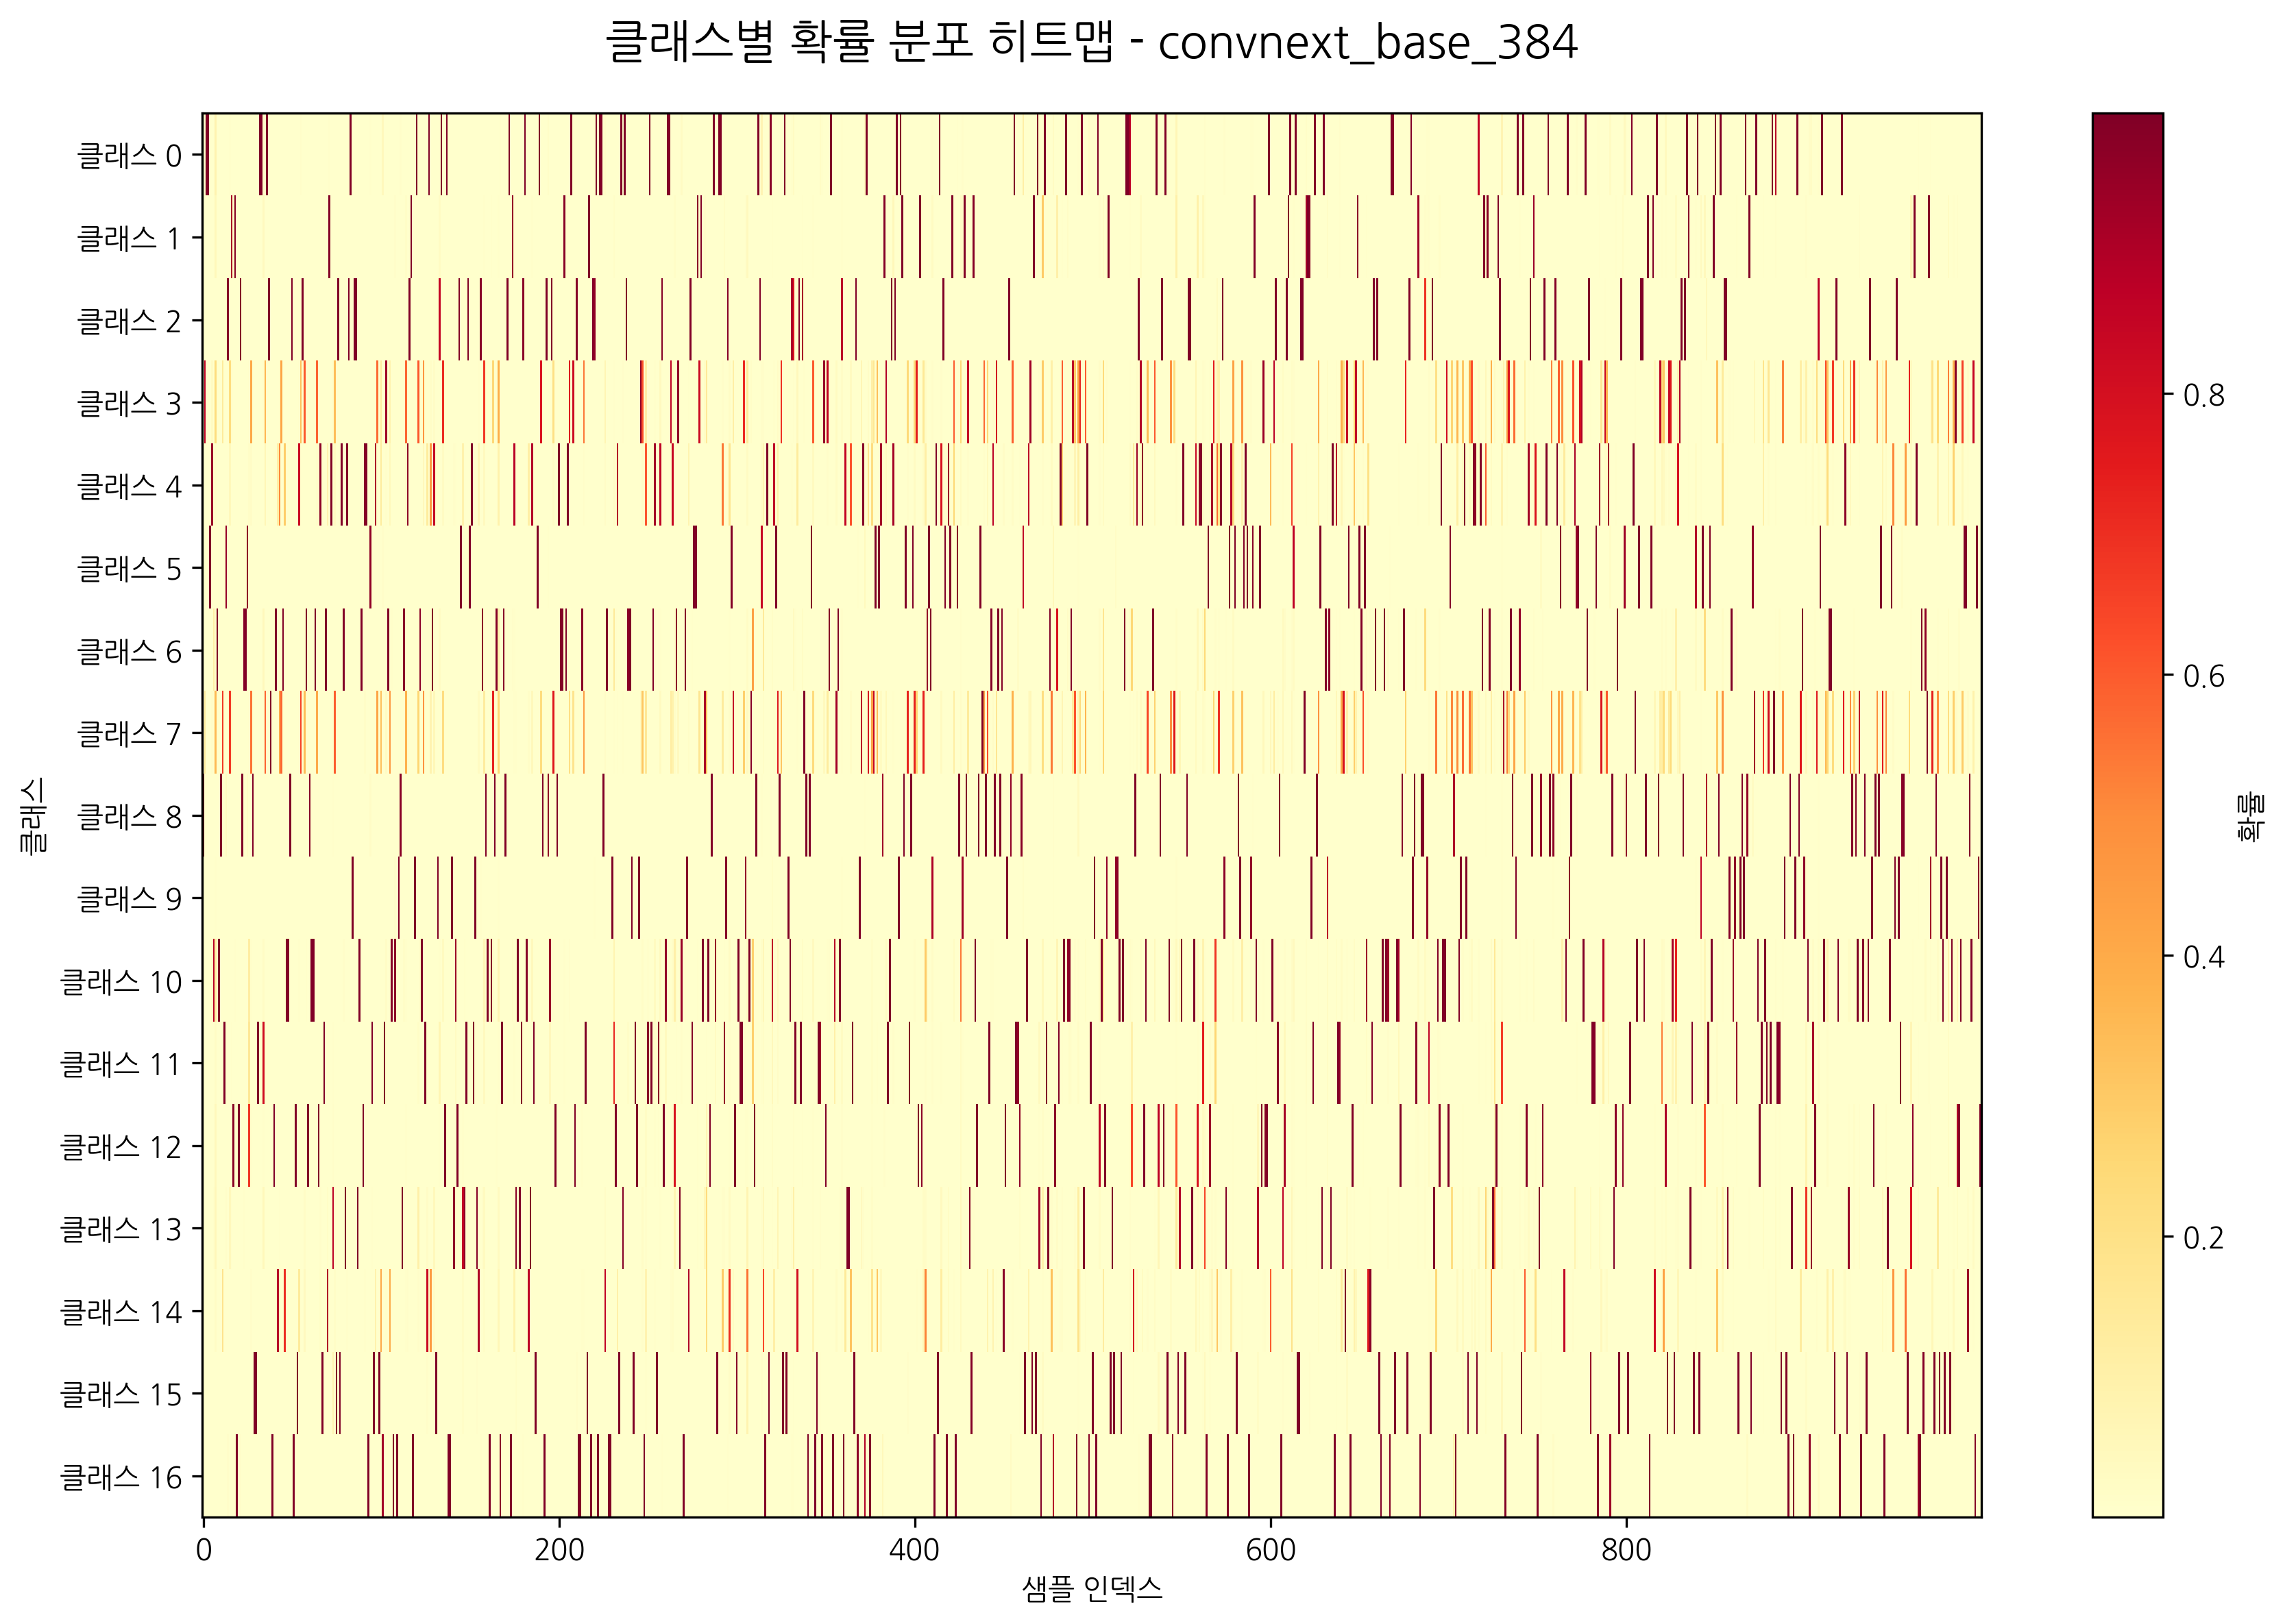 클래스별 확률 분포 히트맵 - convnext_base_384
클래스 0
클래스 1
클래스 2
클래스 3
클래스 4
클래스 5
클래스 6
클래스 7
클래스 8
클래스 9
클래스 10
클래스 11
클래스 12
클래스 13
클래스 14
클래스 15
클래스 16
클래스
0 200 400 600 800
샘플 인덱스
0.8
0.6
0.4
0.2
확률